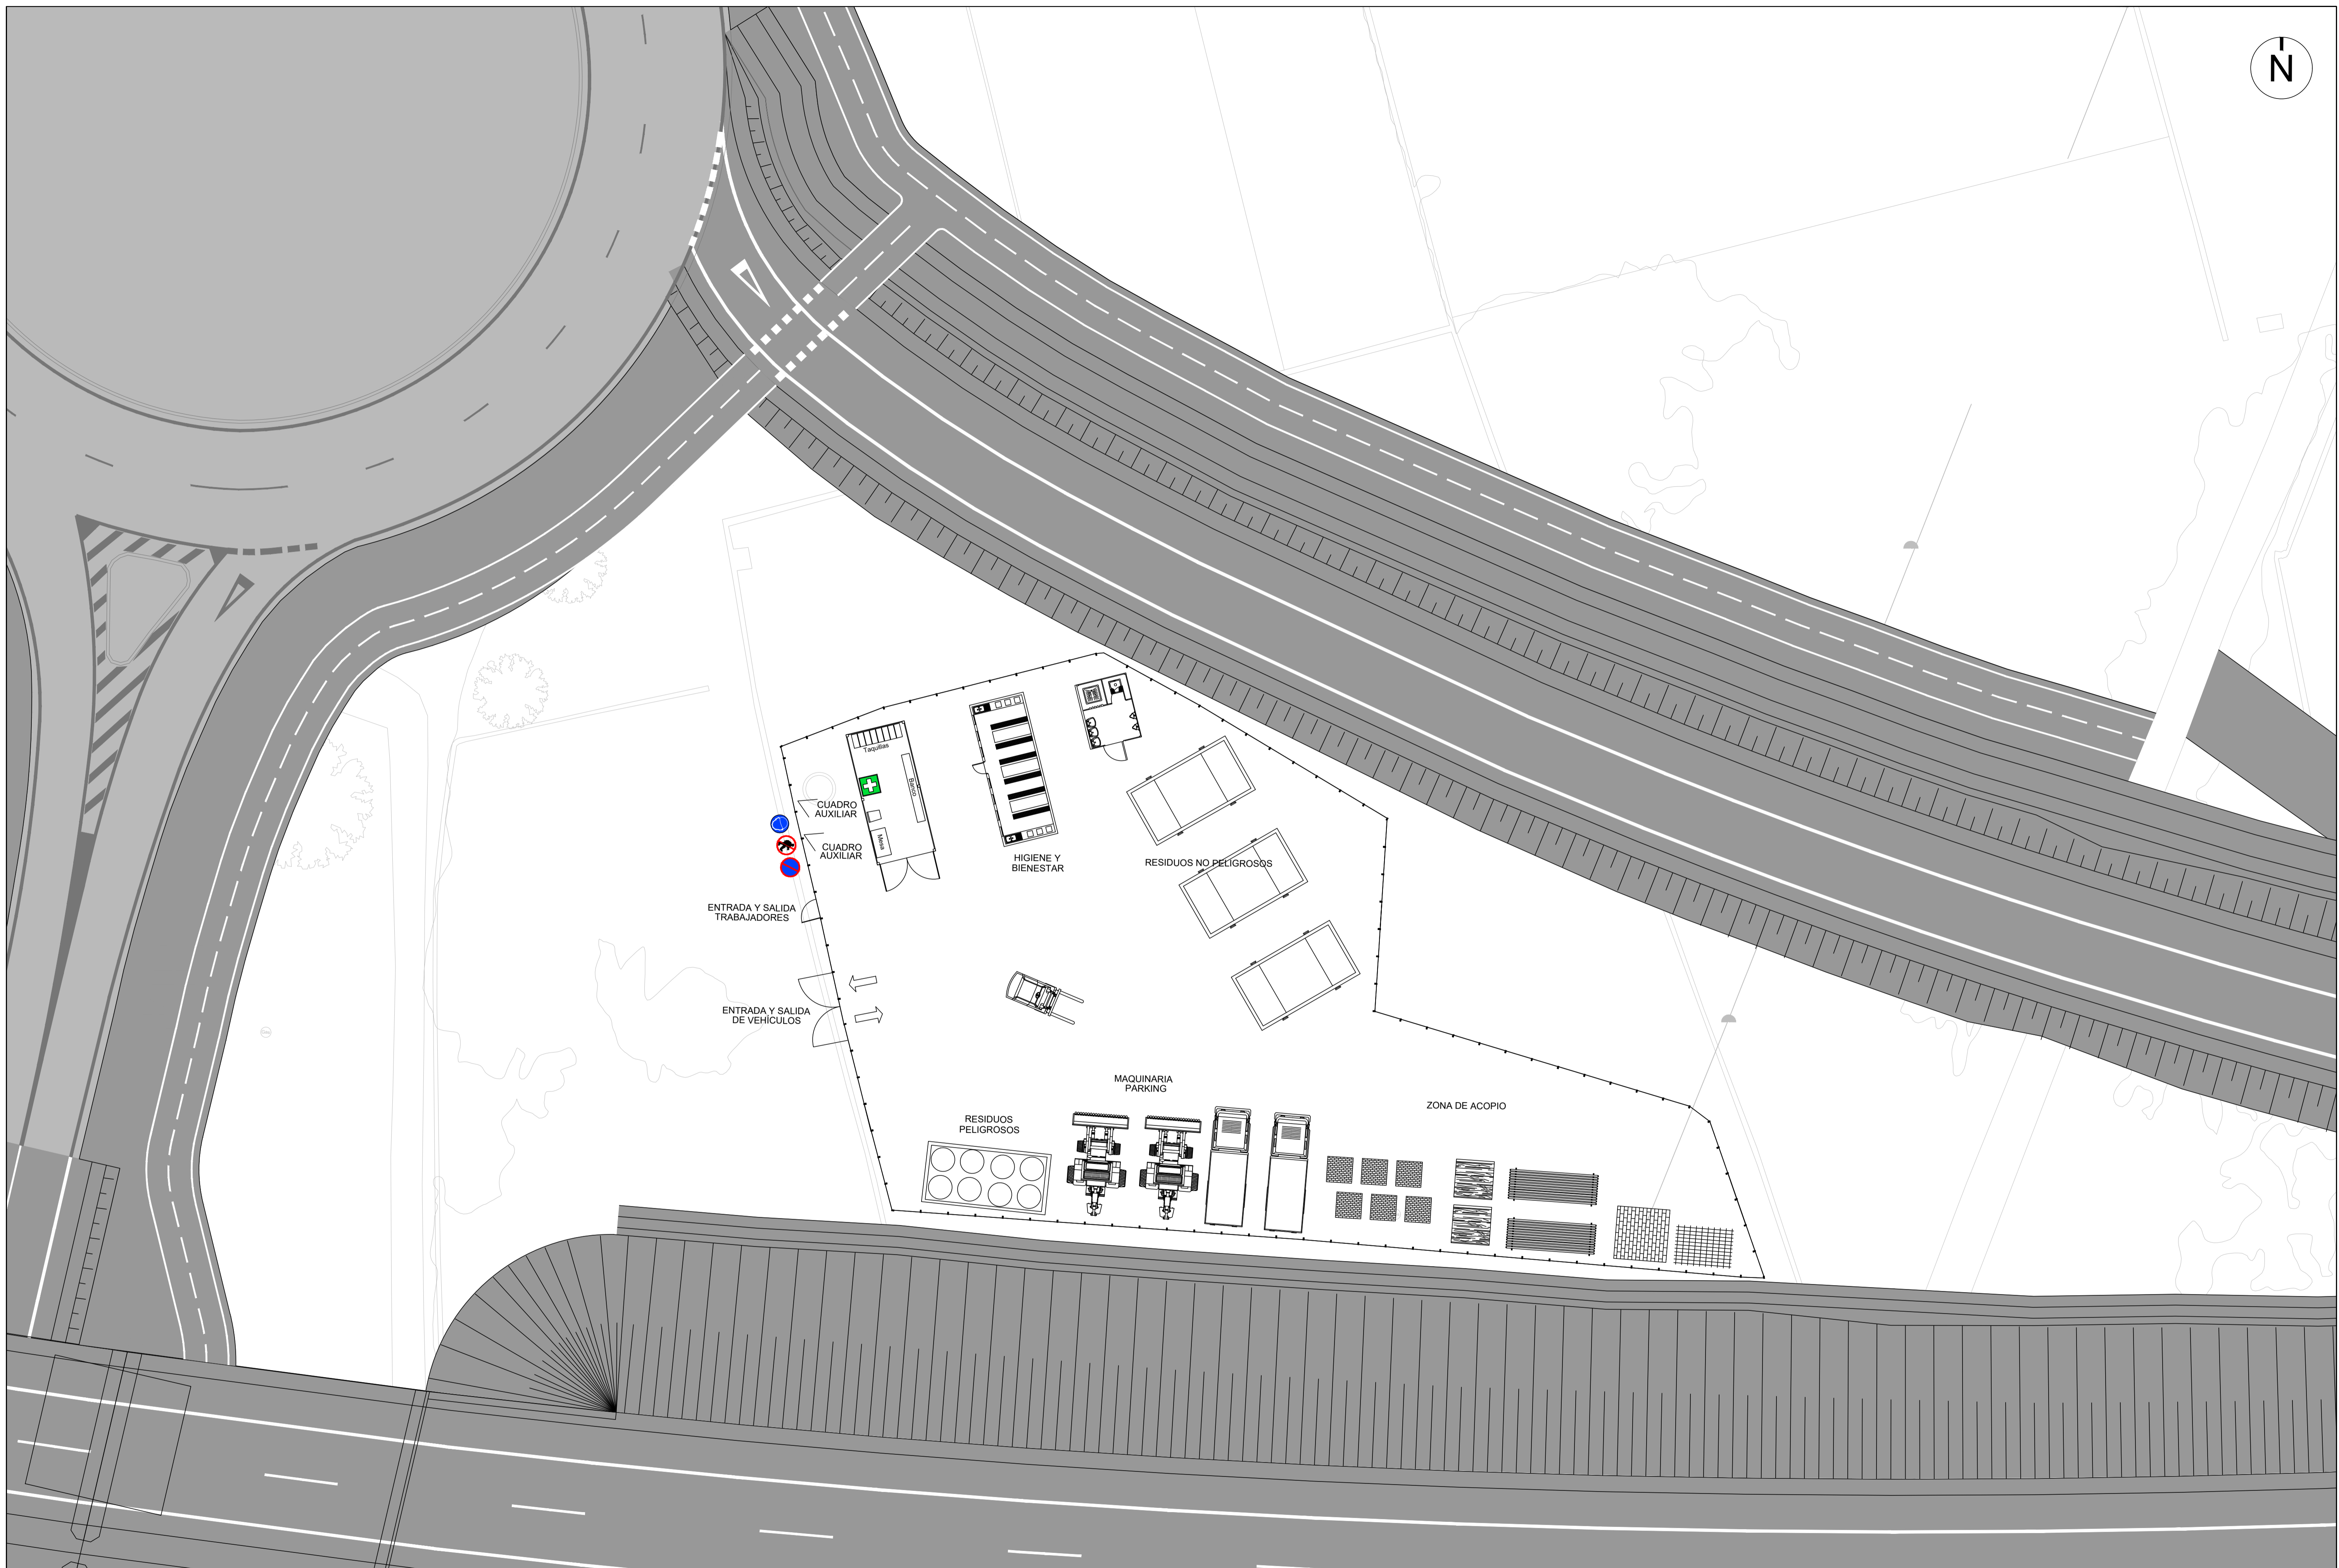 N
Taquillas
Banco
CUADRO
AUXILIAR
CUADRO
AUXILIAR
Mesa
HIGIENE Y
BIENESTAR
RESIDUOS NO PELIGROSOS
ENTRADA Y SALIDA
TRABAJADORES
ENTRADA Y SALIDA
DE VEHÍCULOS
MAQUINARIA
PARKING
ZONA DE ACOPIO
RESIDUOS
PELIGROSOS